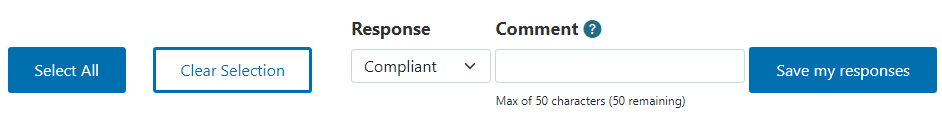 Response Comment ?
Select All Clear Selection Compliant Save my responses
Max of 50 characters (50 remaining)